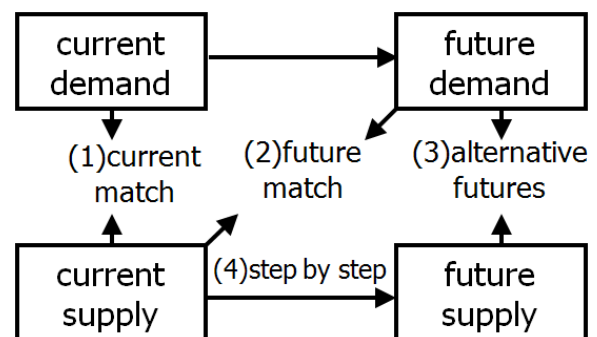 current
demand
future
demand
(1)current
match
(2)future
match
(3)alternative
futures
current
supply
(4)step by step
future
supply